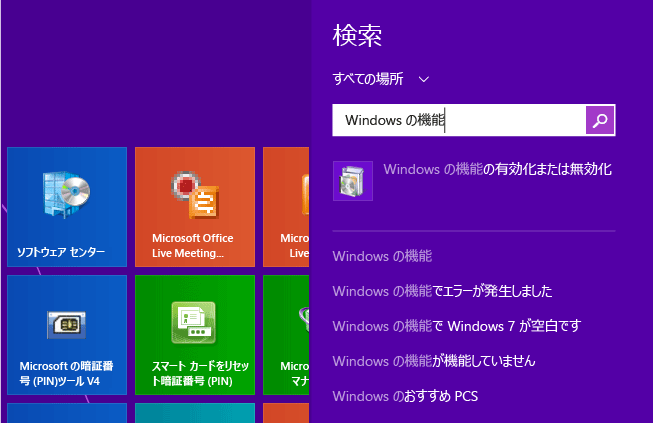 検索
すべての場所
Windows の機能
Windows の機能の有効化または無効化
Windows の機能
Windows の機能でエラーが発生しました
Windows の機能で Windows 7 が空白です
Windows の機能が機能していません
Windows のおすすめ PCS
ソフトウェア センター
Microsoft Office
Live Meeting...
Microsof
Live
Microsoft の暗証番
号 (PIN)ツール V4
スマート カードをリセッ
ト暗証番号 (PIN)
Micros
マナ